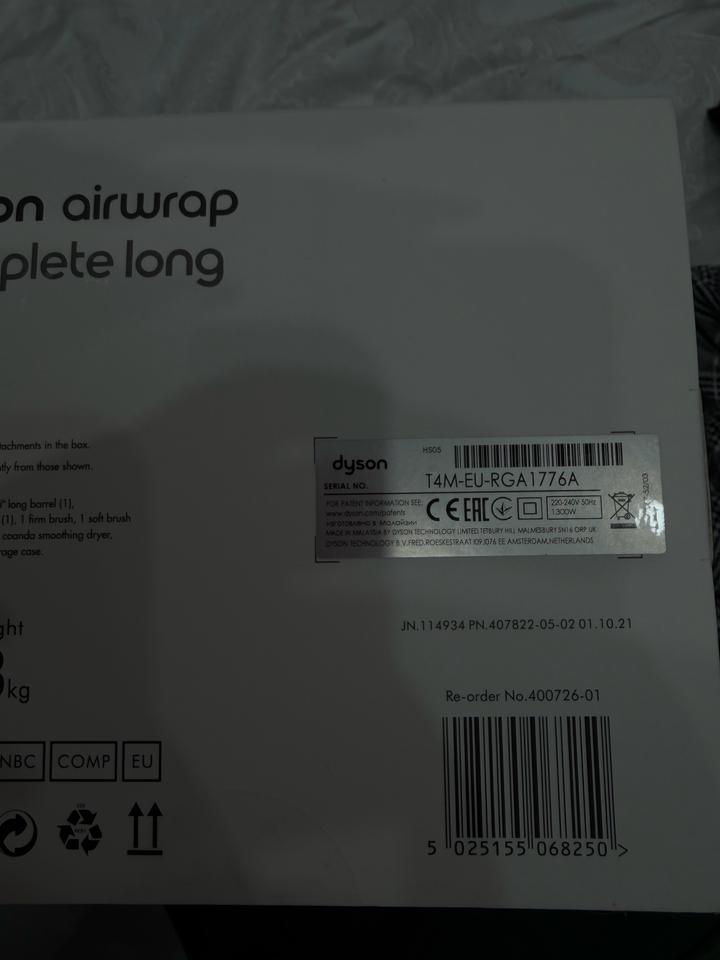 on airwrap
plete long
tachments in the box.
tly from those shown.
i" long barrel (1),
(1), 1 firm brush, 1 soft brush
coanda smoothing dryer,
rage case.
ght
kg
NBC COMP EU
dyson
HS05
SERIAL NO.
T4M-EU-RGA1776A
FOR PATENT INFORMATION SEE:
www.dyson.com/patents
изготовлено в Малайзии
CE EAC
220-240V 50Hz
1300W
MADE IN MALAYSIA BY DYSON TECHNOLOGY LIMITED,TETBURY HILL MALMESBURY SN16 0RP UK
DYSON TECHNOLOGY B.V.FRED.ROESKESTRAAT 109,1076 EE AMSTERDAM,NETHERLANDS
JN.114934 PN.407822-05-02 01.10.21
Re-order No.400726-01
5 025155 068250 >